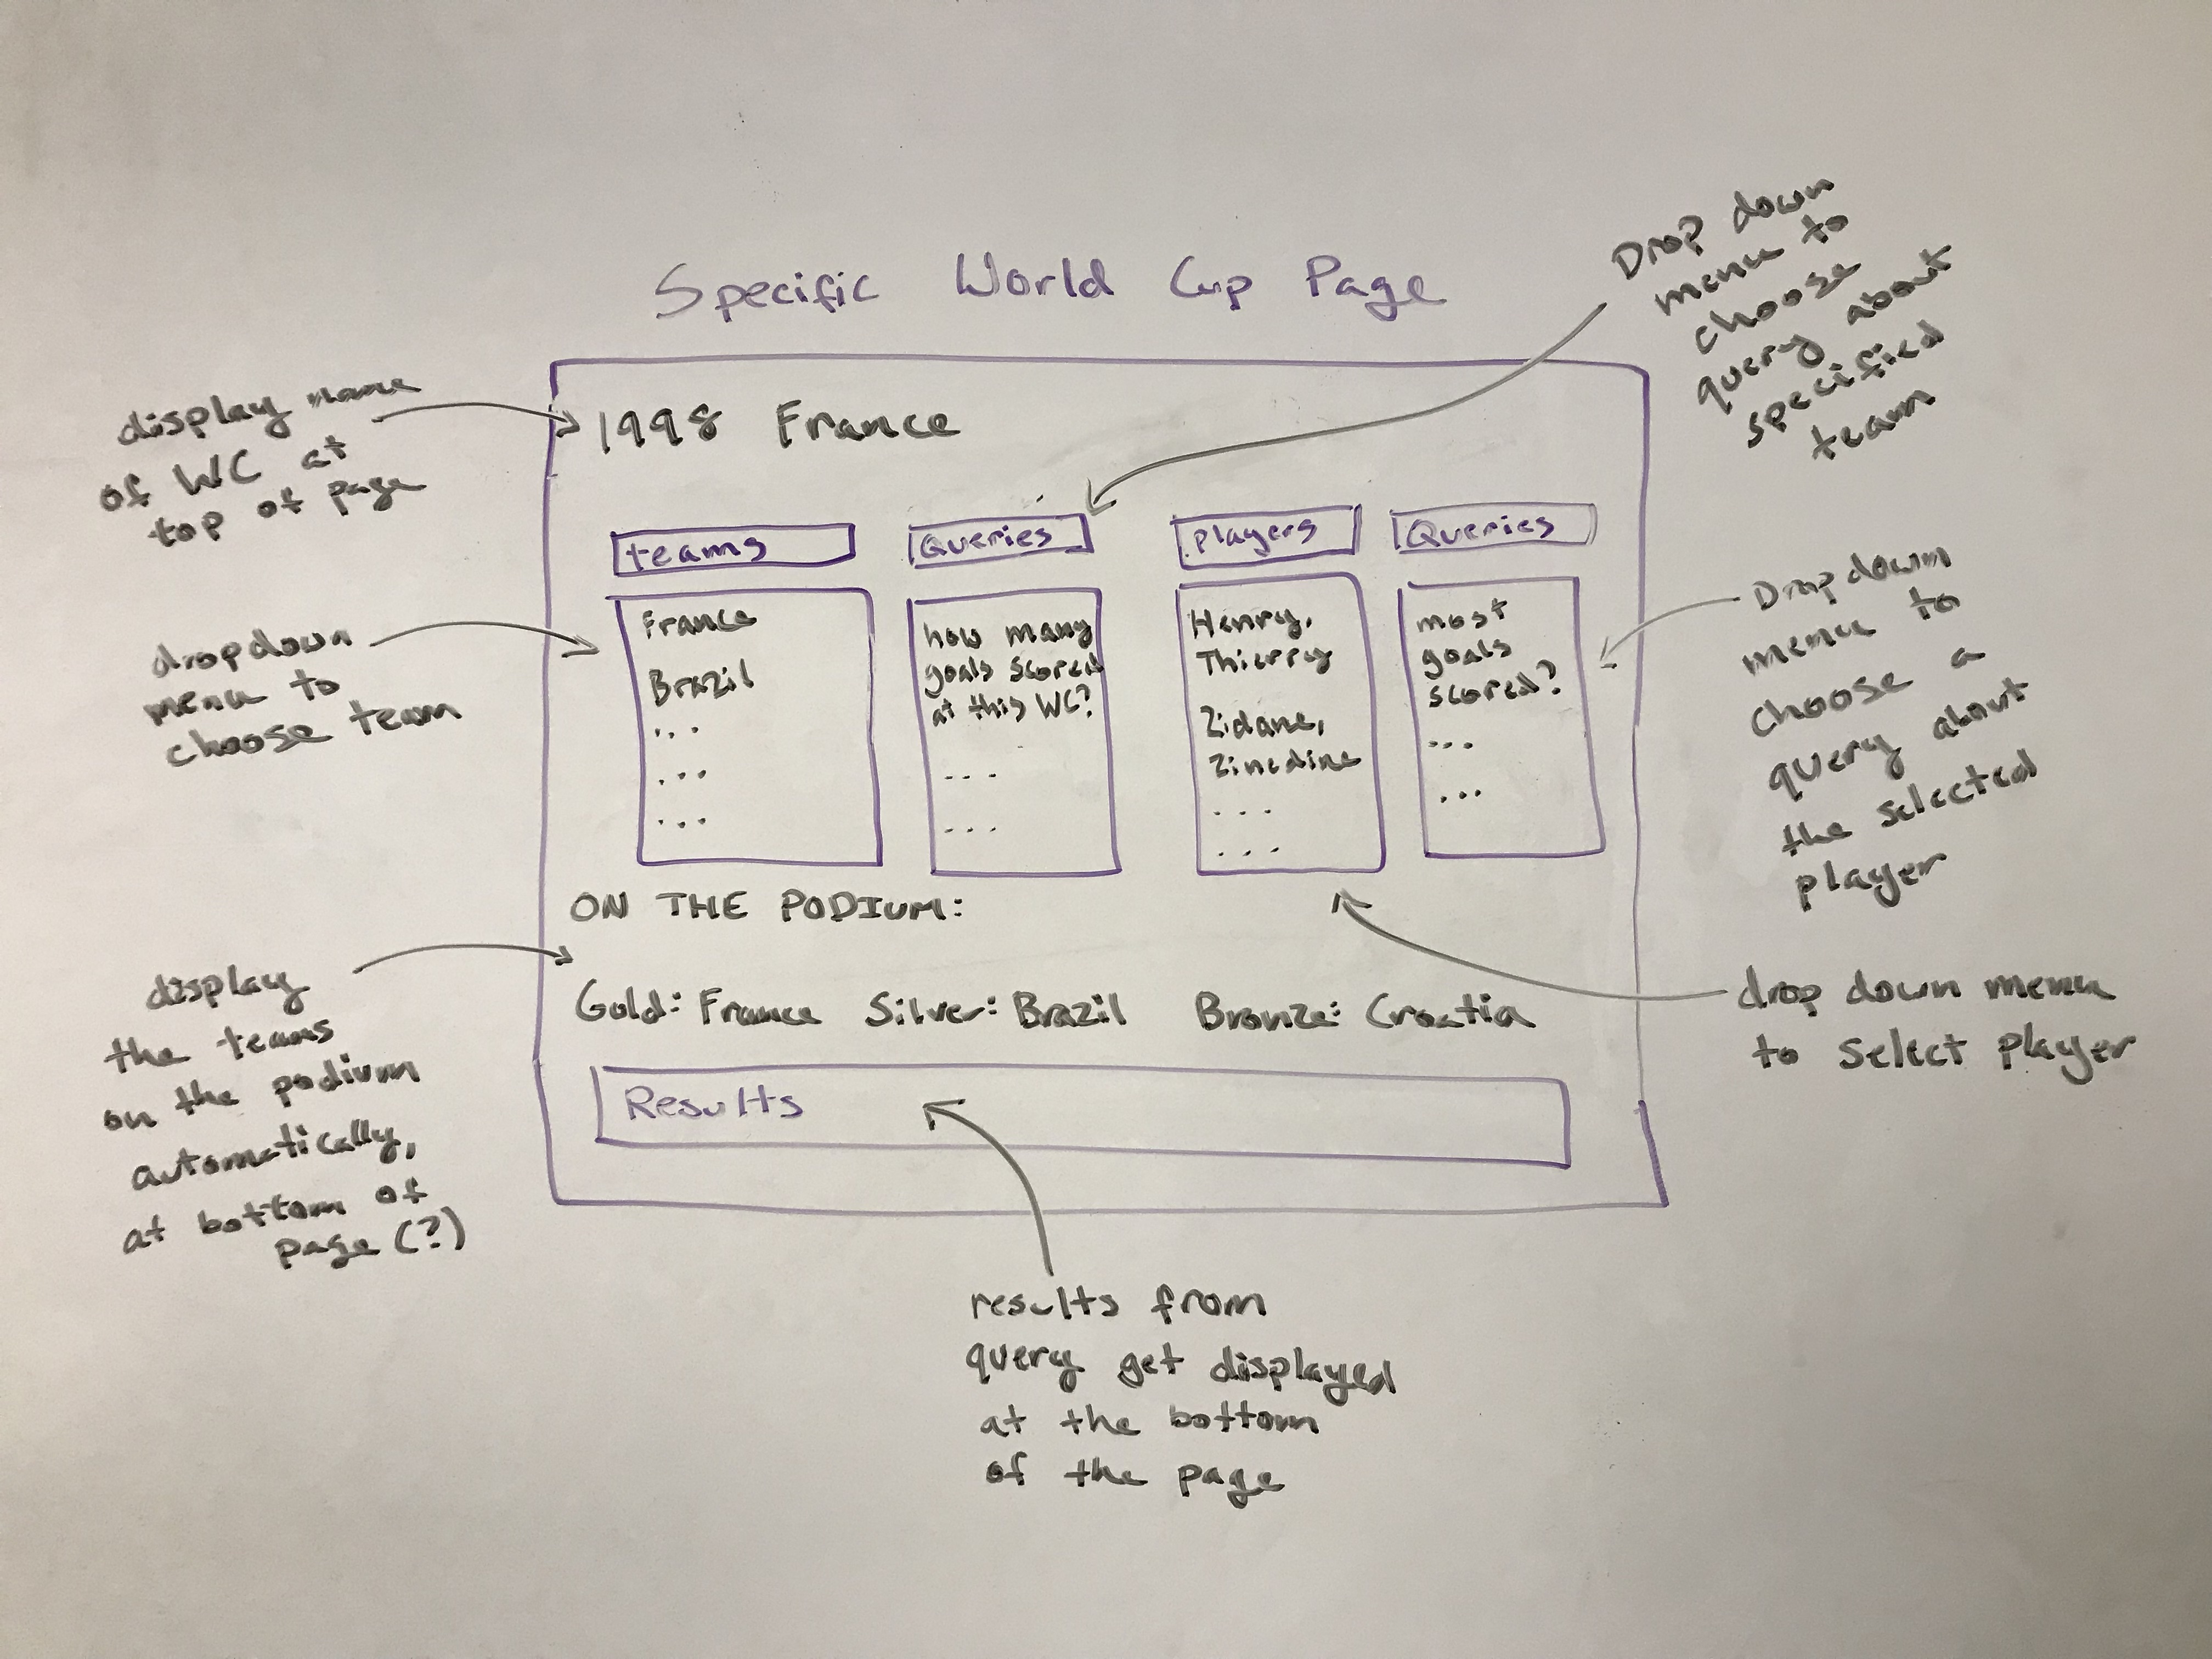 Specific World Cup Page
Drop down
menu to
choose
query about
specified
team
display name
of WC at
top of page
1998 France
teams
Queries
Players
Queries
dropdown
menu to
choose team
France
Brazil
...
...
...
how many
goals scored
at this WC?
...
...
Henry,
Thierry
Zidane,
Zinedine
...
...
most
goals
scored?
...
...
Dropdown
menu to
choose a
query about
the selected
player
ON THE PODIUM:
display
the teams
on the podium
automatically,
at bottom of
page (?)
Gold: France Silver: Brazil Bronze: Croatia
drop down menu
to select player
Results
results from
query get displayed
at the bottom
of the page